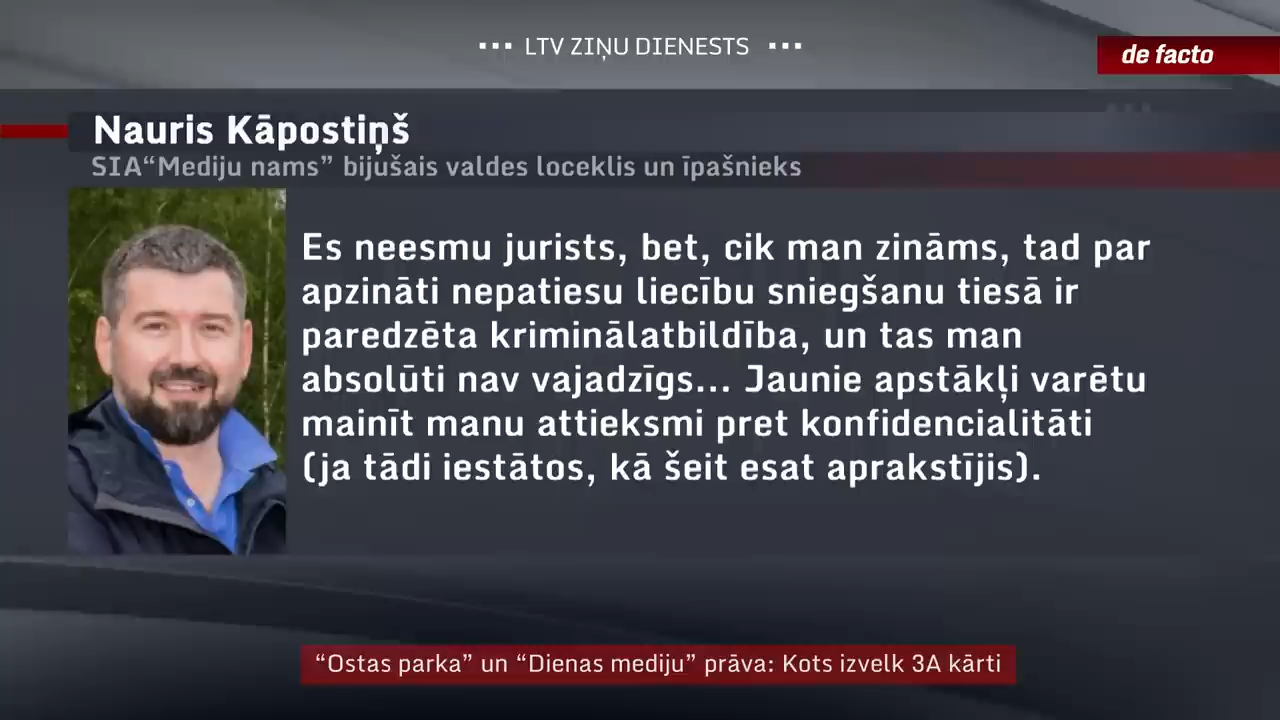 LTV ZIŅU DIENESTS
de facto
Nauris Kāpostiņš
SIA“Mediju nams” bijušais valdes loceklis un īpašnieks
Es neesmu jurists, bet, cik man zināms, tad par
apzināti nepatiesu liecību sniegšanu tiesā ir
paredzēta kriminālatbildība, un tas man
absolūti nav vajadzīgs... Jaunie apstākļi varētu
mainīt manu attieksmi pret konfidencialitāti
(ja tādi iestātos, kā šeit esat aprakstījis).
“Ostas parka” un “Dienas mediju” prāva: Kots izvelk 3A kārti